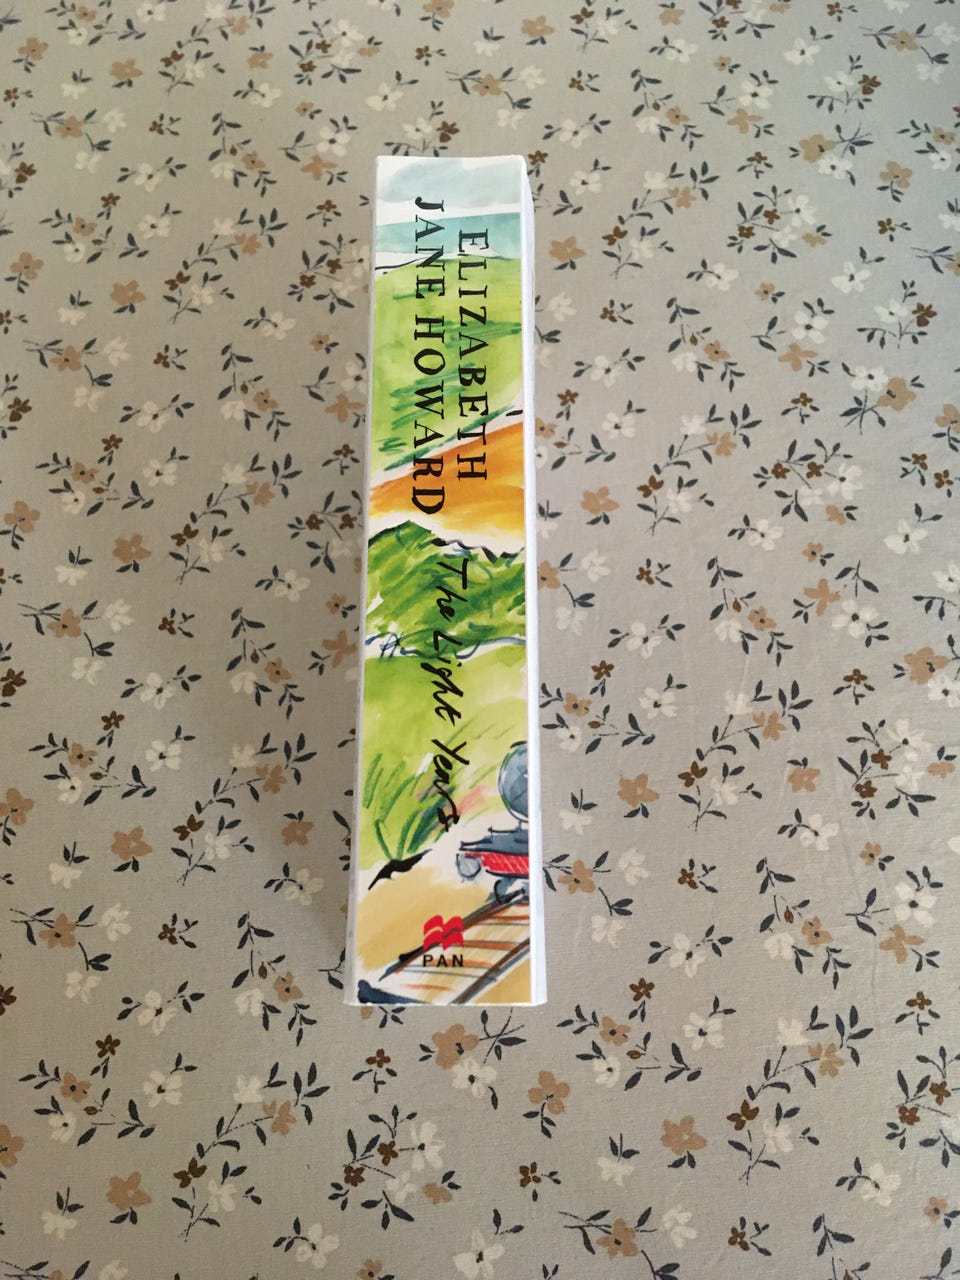 ELIZABETH
JANE HOWARD
The Light Years
PAN